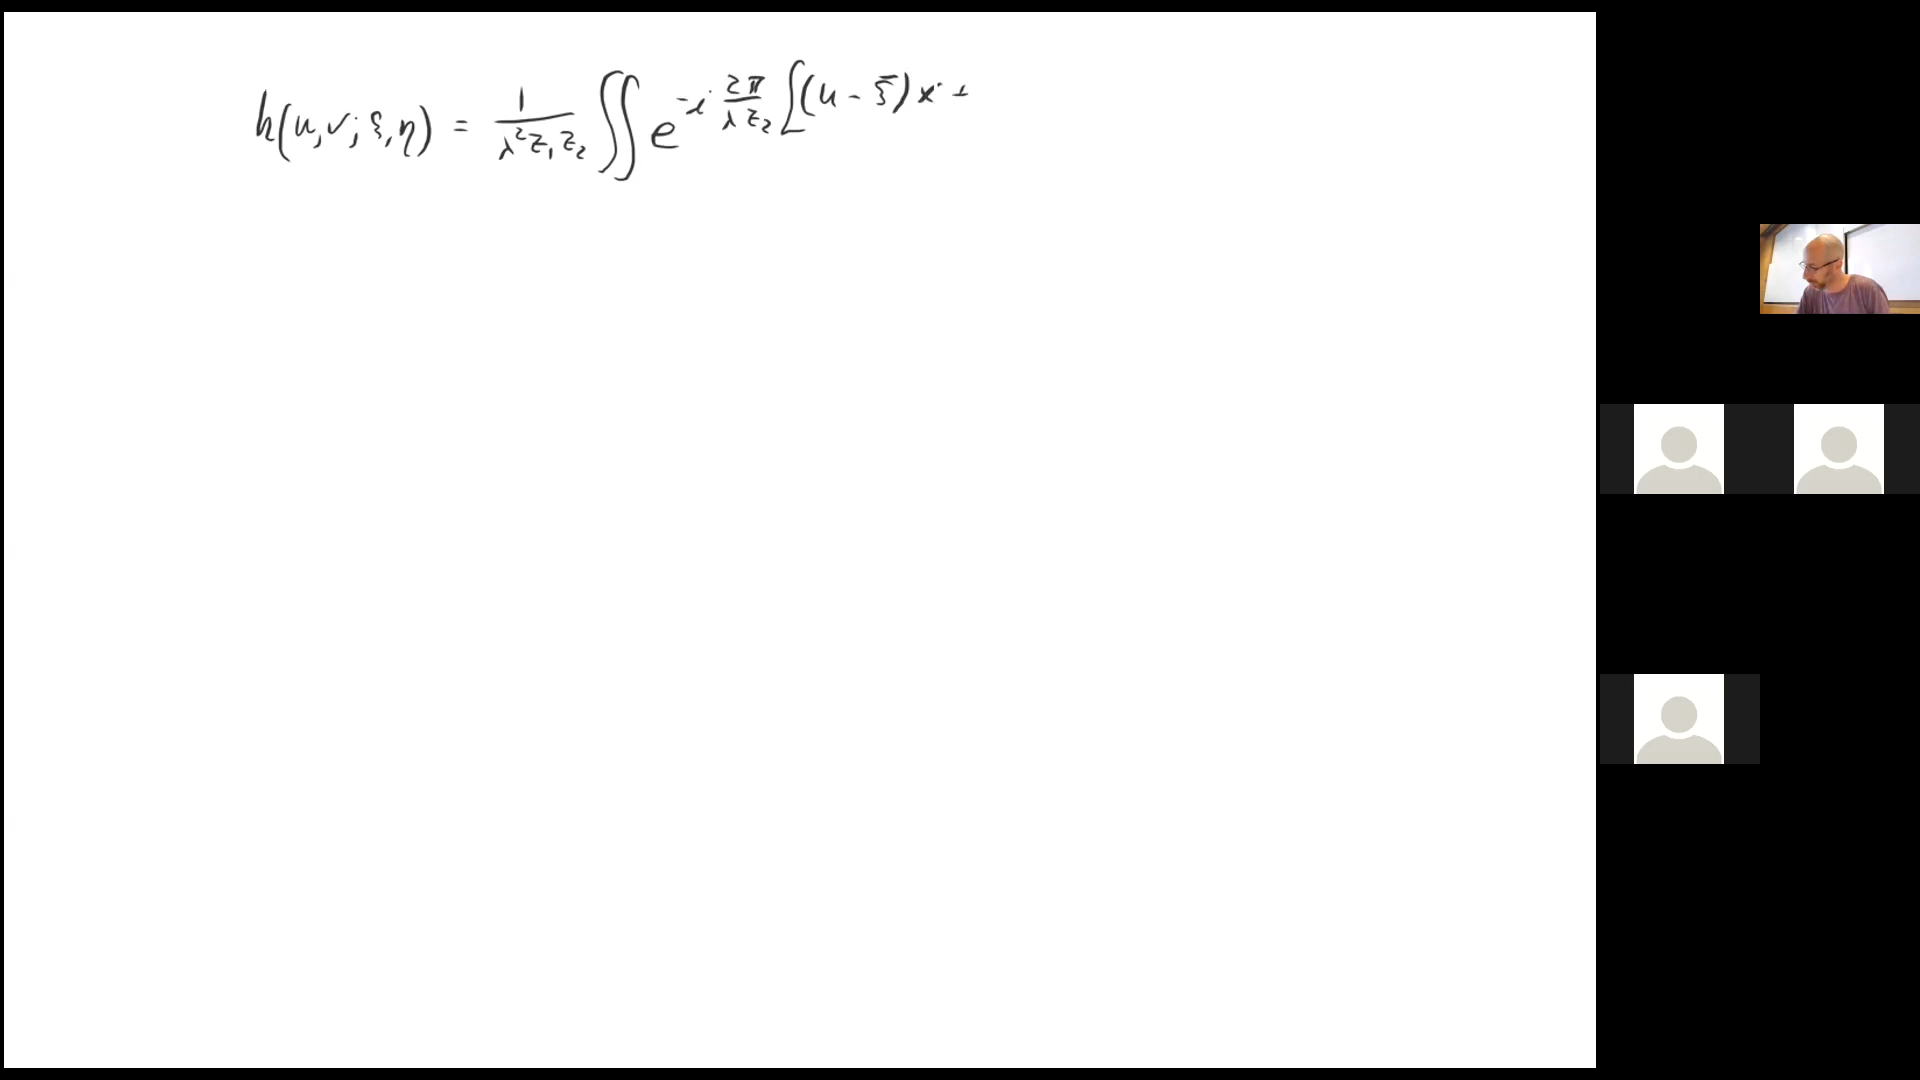 h(u,v;ξ,η) = 1/(λ²z₁z₂) ∬ e^{-i 2π/(λz₂) [(u - ξ̄)x +